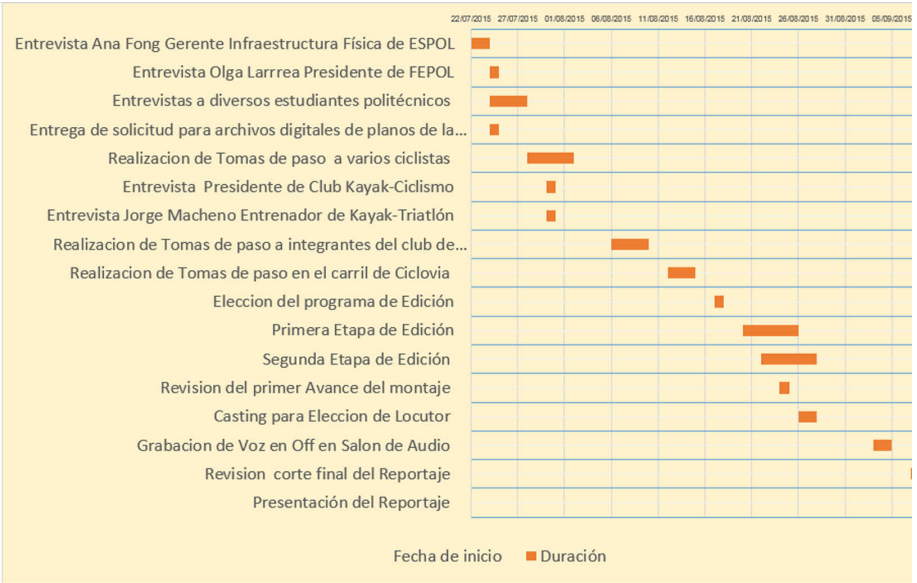 22/07/2015 27/07/2015 01/08/2015 06/08/2015 11/08/2015 16/08/2015 21/08/2015 26/08/2015 31/08/2015 05/09/2015
Entrevista Ana Fong Gerente Infraestructura Física de ESPOL
Entrevista Olga Larrrea Presidente de FEPOL
Entrevistas a diversos estudiantes politécnicos
Entrega de solicitud para archivos digitales de planos de la...
Realizacion de Tomas de paso a varios ciclistas
Entrevista Presidente de Club Kayak-Ciclismo
Entrevista Jorge Macheno Entrenador de Kayak-Triatlón
Realizacion de Tomas de paso a integrantes del club de...
Realizacion de Tomas de paso en el carril de Ciclovia
Eleccion del programa de Edición
Primera Etapa de Edición
Segunda Etapa de Edición
Revision del primer Avance del montaje
Casting para Eleccion de Locutor
Grabacion de Voz en Off en Salon de Audio
Revision corte final del Reportaje
Presentación del Reportaje
Fecha de inicio Duración